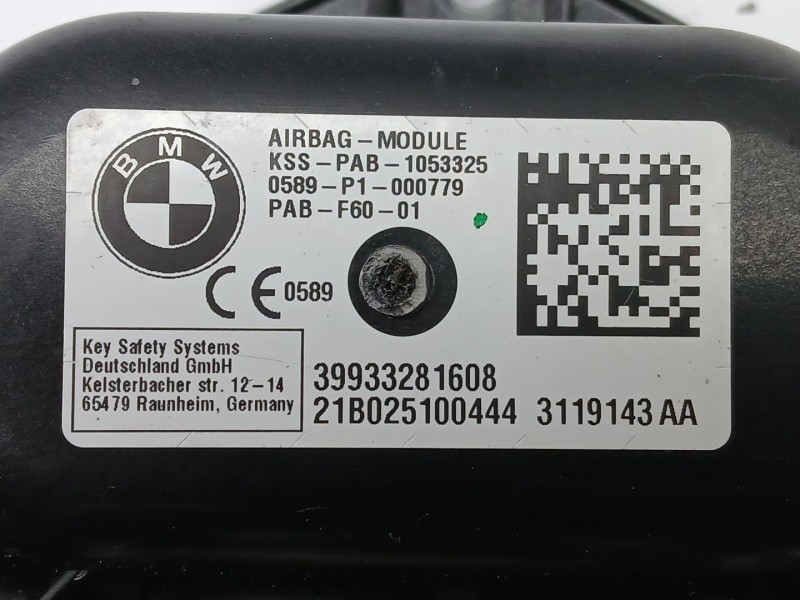 BMW
AIRBAG-MODULE
KSS-PAB-1053325
0589-P1-000779
PAB-F60-01
CE 0589
Key Safety Systems
Deutschland GmbH
Kelsterbacher str. 12-14
65479 Raunheim, Germany
39933281608
21B025100444 3119143 AA